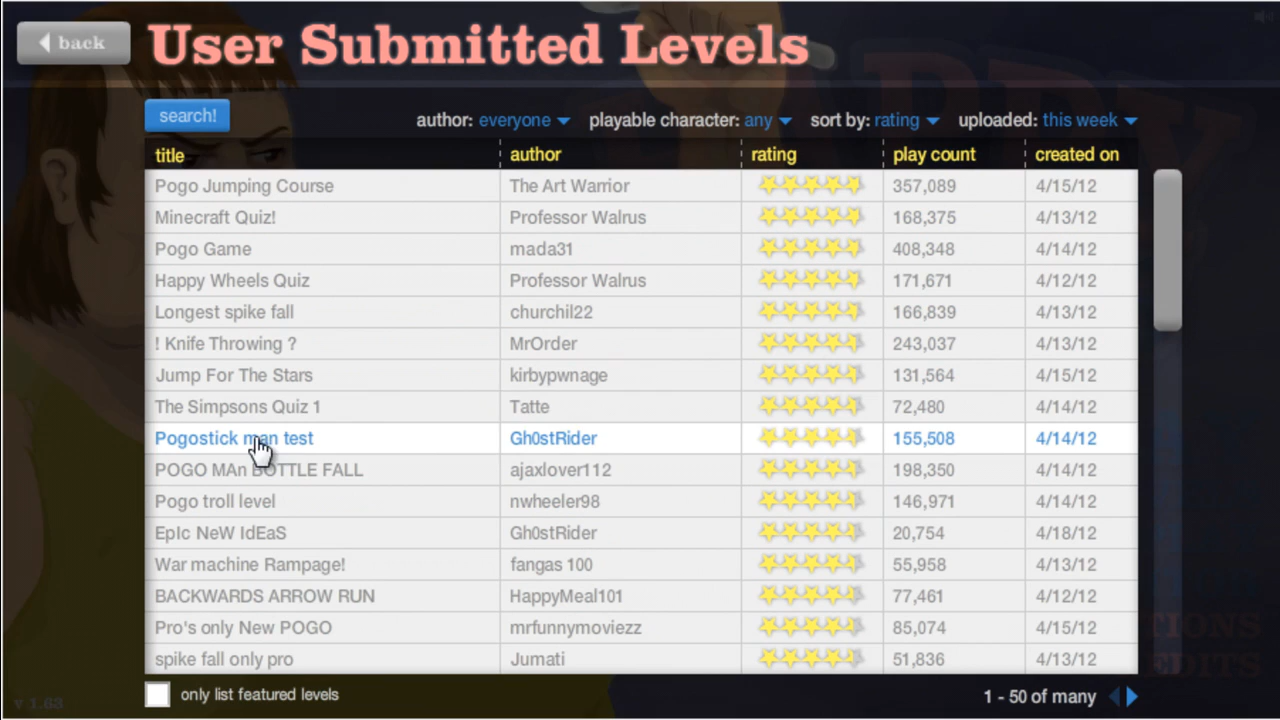 back
User Submitted Levels
search!
author: everyone playable character: any sort by: rating uploaded: this week
title author rating play count created on
Pogo Jumping Course The Art Warrior 357,089 4/15/12
Minecraft Quiz! Professor Walrus 168,375 4/13/12
Pogo Game mada31 408,348 4/14/12
Happy Wheels Quiz Professor Walrus 171,671 4/12/12
Longest spike fall churchil22 166,839 4/13/12
! Knife Throwing ? MrOrder 243,037 4/13/12
Jump For The Stars kirbypwnage 131,564 4/15/12
The Simpsons Quiz 1 Tatte 72,480 4/14/12
Pogostick man test Gh0stRider 155,508 4/14/12
POGO MAn BOTTLE FALL ajaxlover112 198,350 4/14/12
Pogo troll level nwheeler98 146,971 4/14/12
EpIc NeW IdEaS Gh0stRider 20,754 4/18/12
War machine Rampage! fangas 100 55,958 4/13/12
BACKWARDS ARROW RUN HappyMeal101 77,461 4/12/12
Pro's only New POGO mrfunnymoviezz 85,074 4/15/12
spike fall only pro Jumati 51,836 4/13/12
only list featured levels 1 - 50 of many
v 1.63